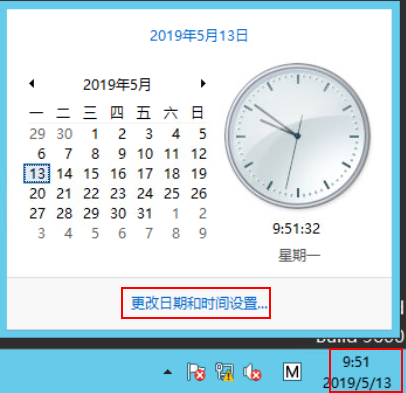 2019年5月13日
2019年5月
一 二 三 四 五 六 日
29 30 1 2 3 4 5
6 7 8 9 10 11 12
13 14 15 16 17 18 19
20 21 22 23 24 25 26
27 28 29 30 31 1 2
3 4 5 6 7 8 9
9:51:32
星期一
更改日期和时间设置...
M
9:51
2019/5/13